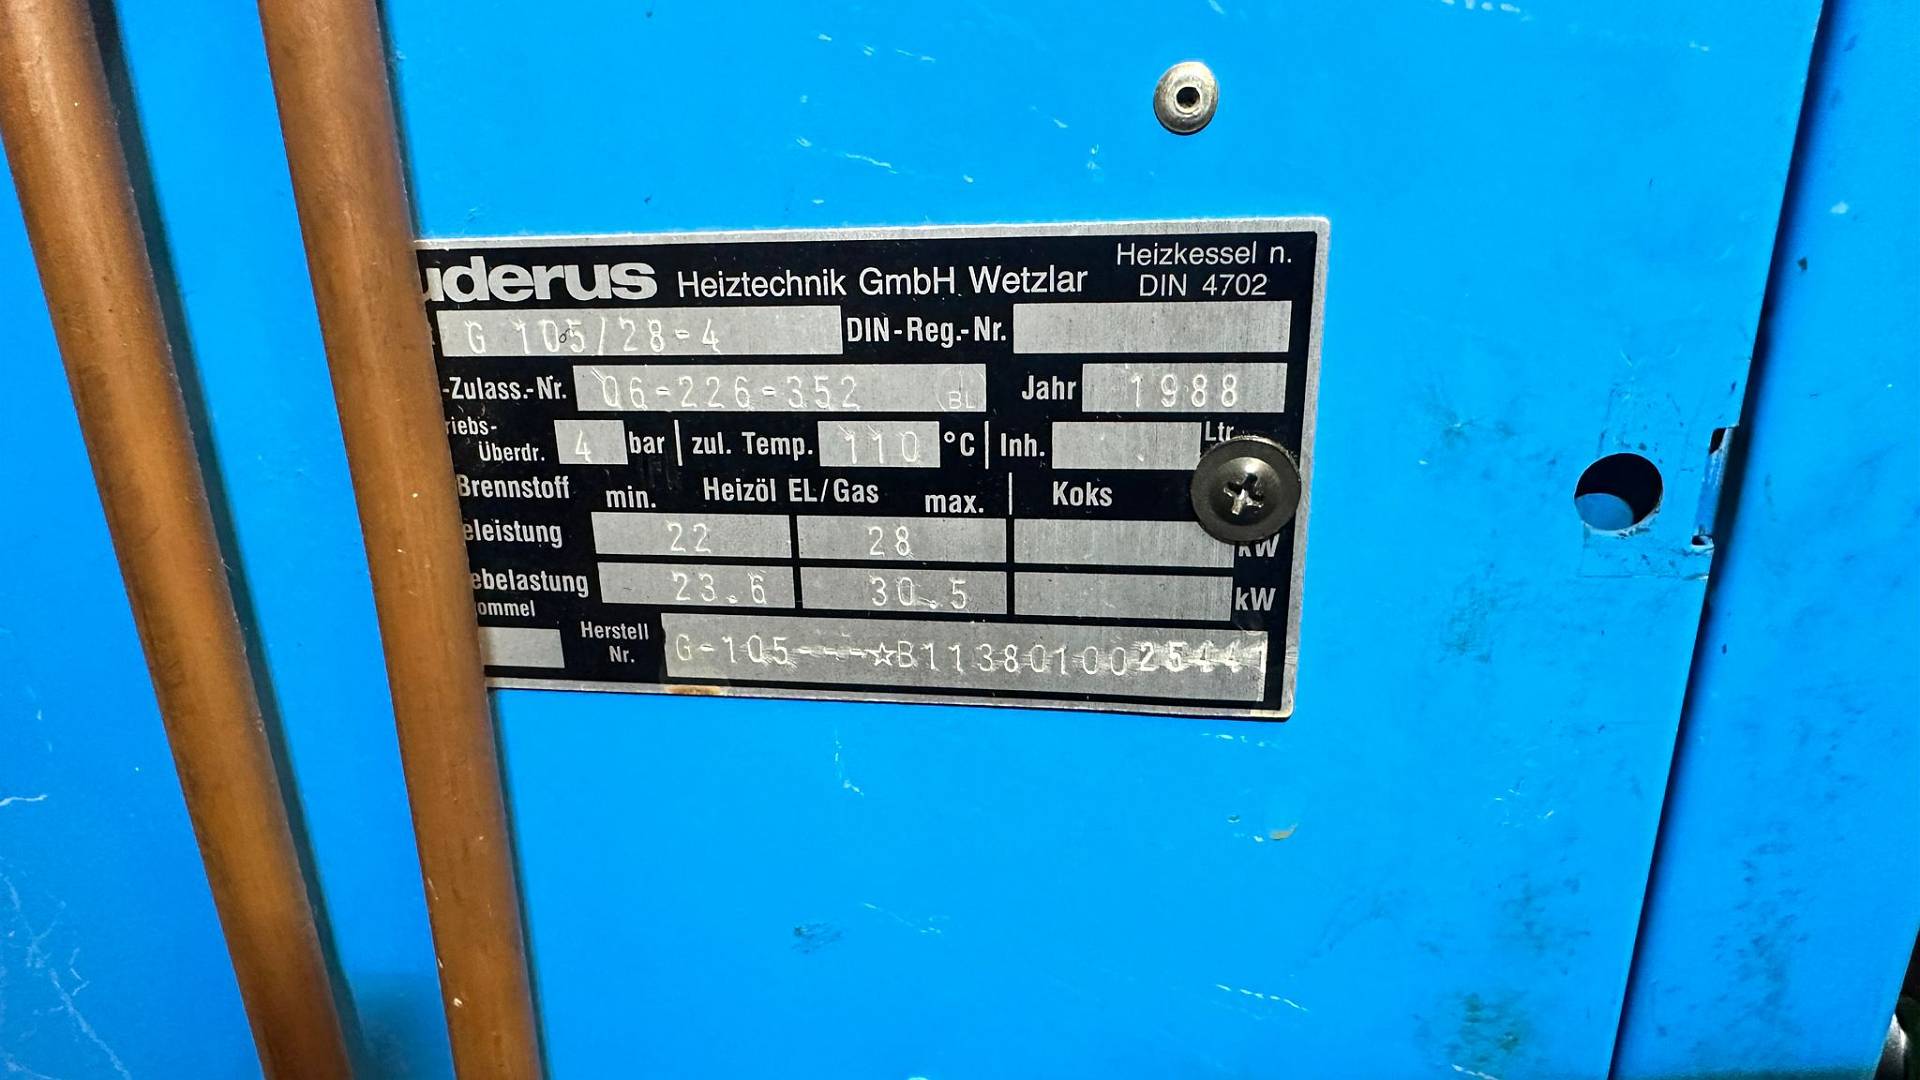 uderus Heiztechnik GmbH Wetzlar Heizkessel n. DIN 4702
G 105/28-4 DIN-Reg.-Nr.
-Zulass.-Nr. 06-226-352 BL Jahr 1988
riebs-Überdr. 4 bar zul. Temp. 110 °C Inh. Ltr
Brennstoff min. Heizöl EL/Gas max. Koks
eleistung 22 28 kW
ebelastung 23.6 30.5 kW
ommel
Herstell Nr. G-105---☆B1138010025441